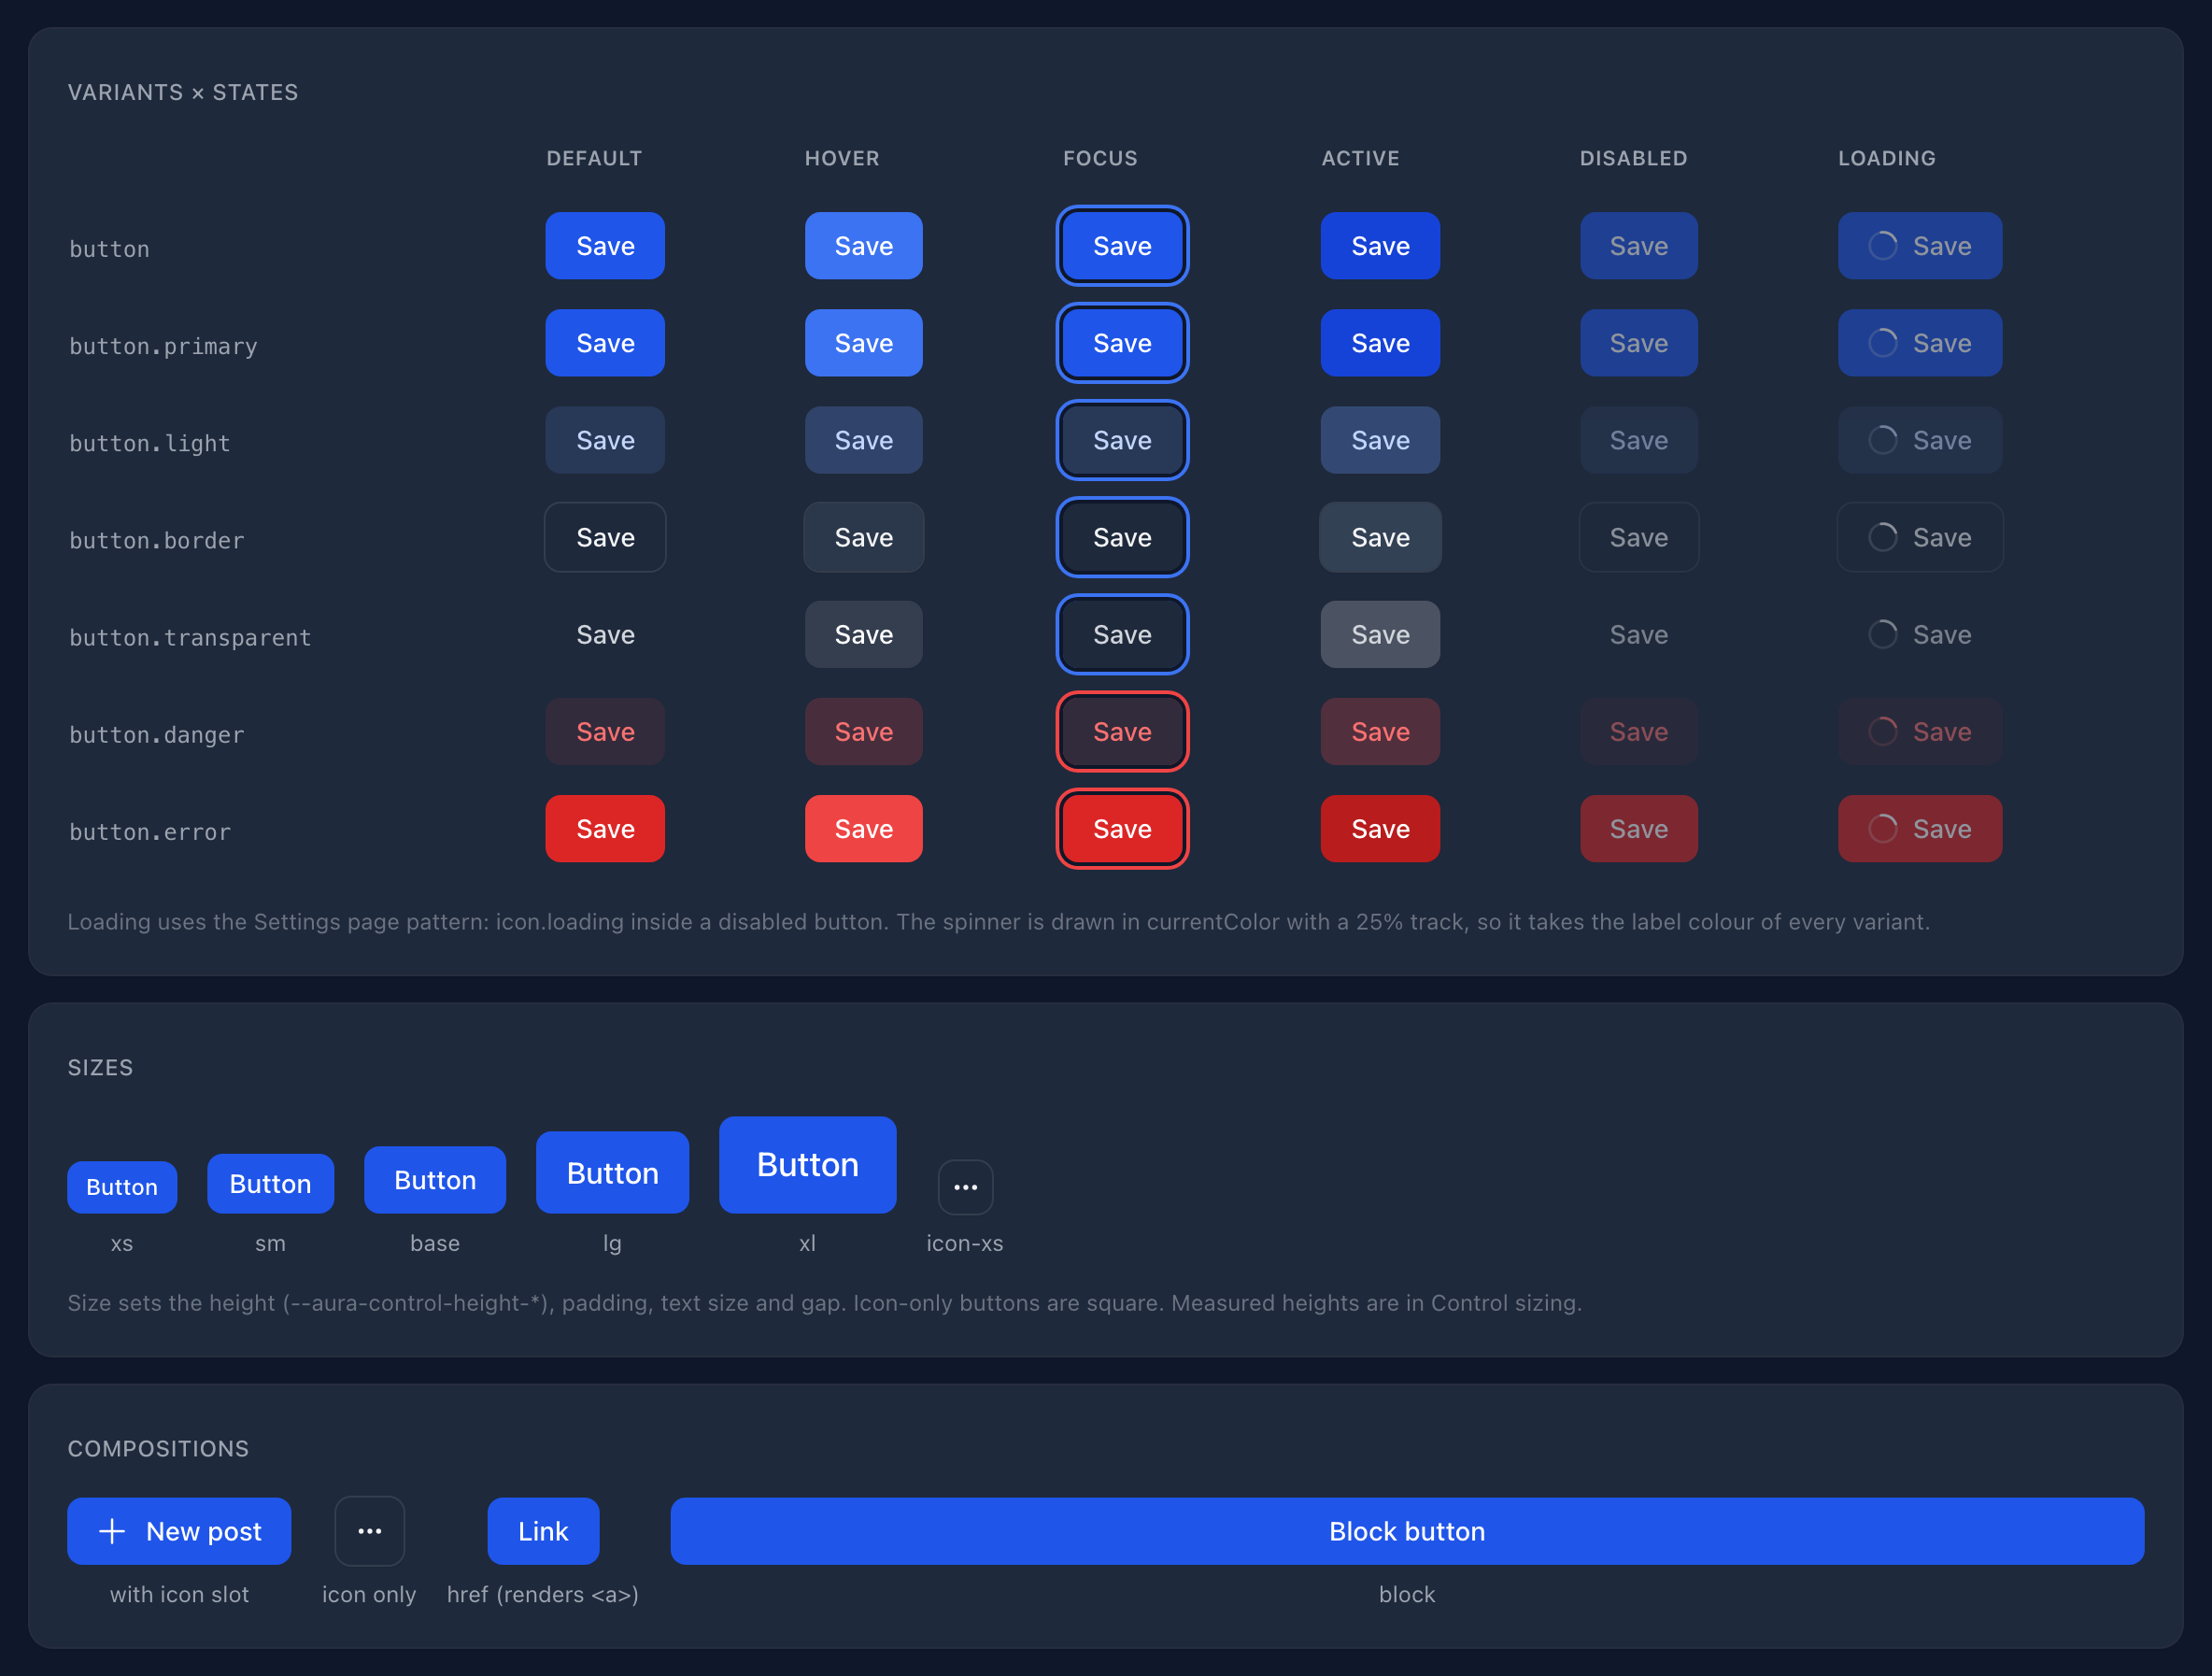 VARIANTS × STATES
DEFAULT HOVER FOCUS ACTIVE DISABLED LOADING
button Save Save Save Save Save Save
button.primary Save Save Save Save Save Save
button.light Save Save Save Save Save Save
button.border Save Save Save Save Save Save
button.transparent Save Save Save Save Save Save
button.danger Save Save Save Save Save Save
button.error Save Save Save Save Save Save
Loading uses the Settings page pattern: icon.loading inside a disabled button. The spinner is drawn in currentColor with a 25% track, so it takes the label colour of every variant.
SIZES
Button Button Button Button Button
xs sm base lg xl icon-xs
Size sets the height (--aura-control-height-*), padding, text size and gap. Icon-only buttons are square. Measured heights are in Control sizing.
COMPOSITIONS
New post Link Block button
with icon slot icon only href (renders <a>) block